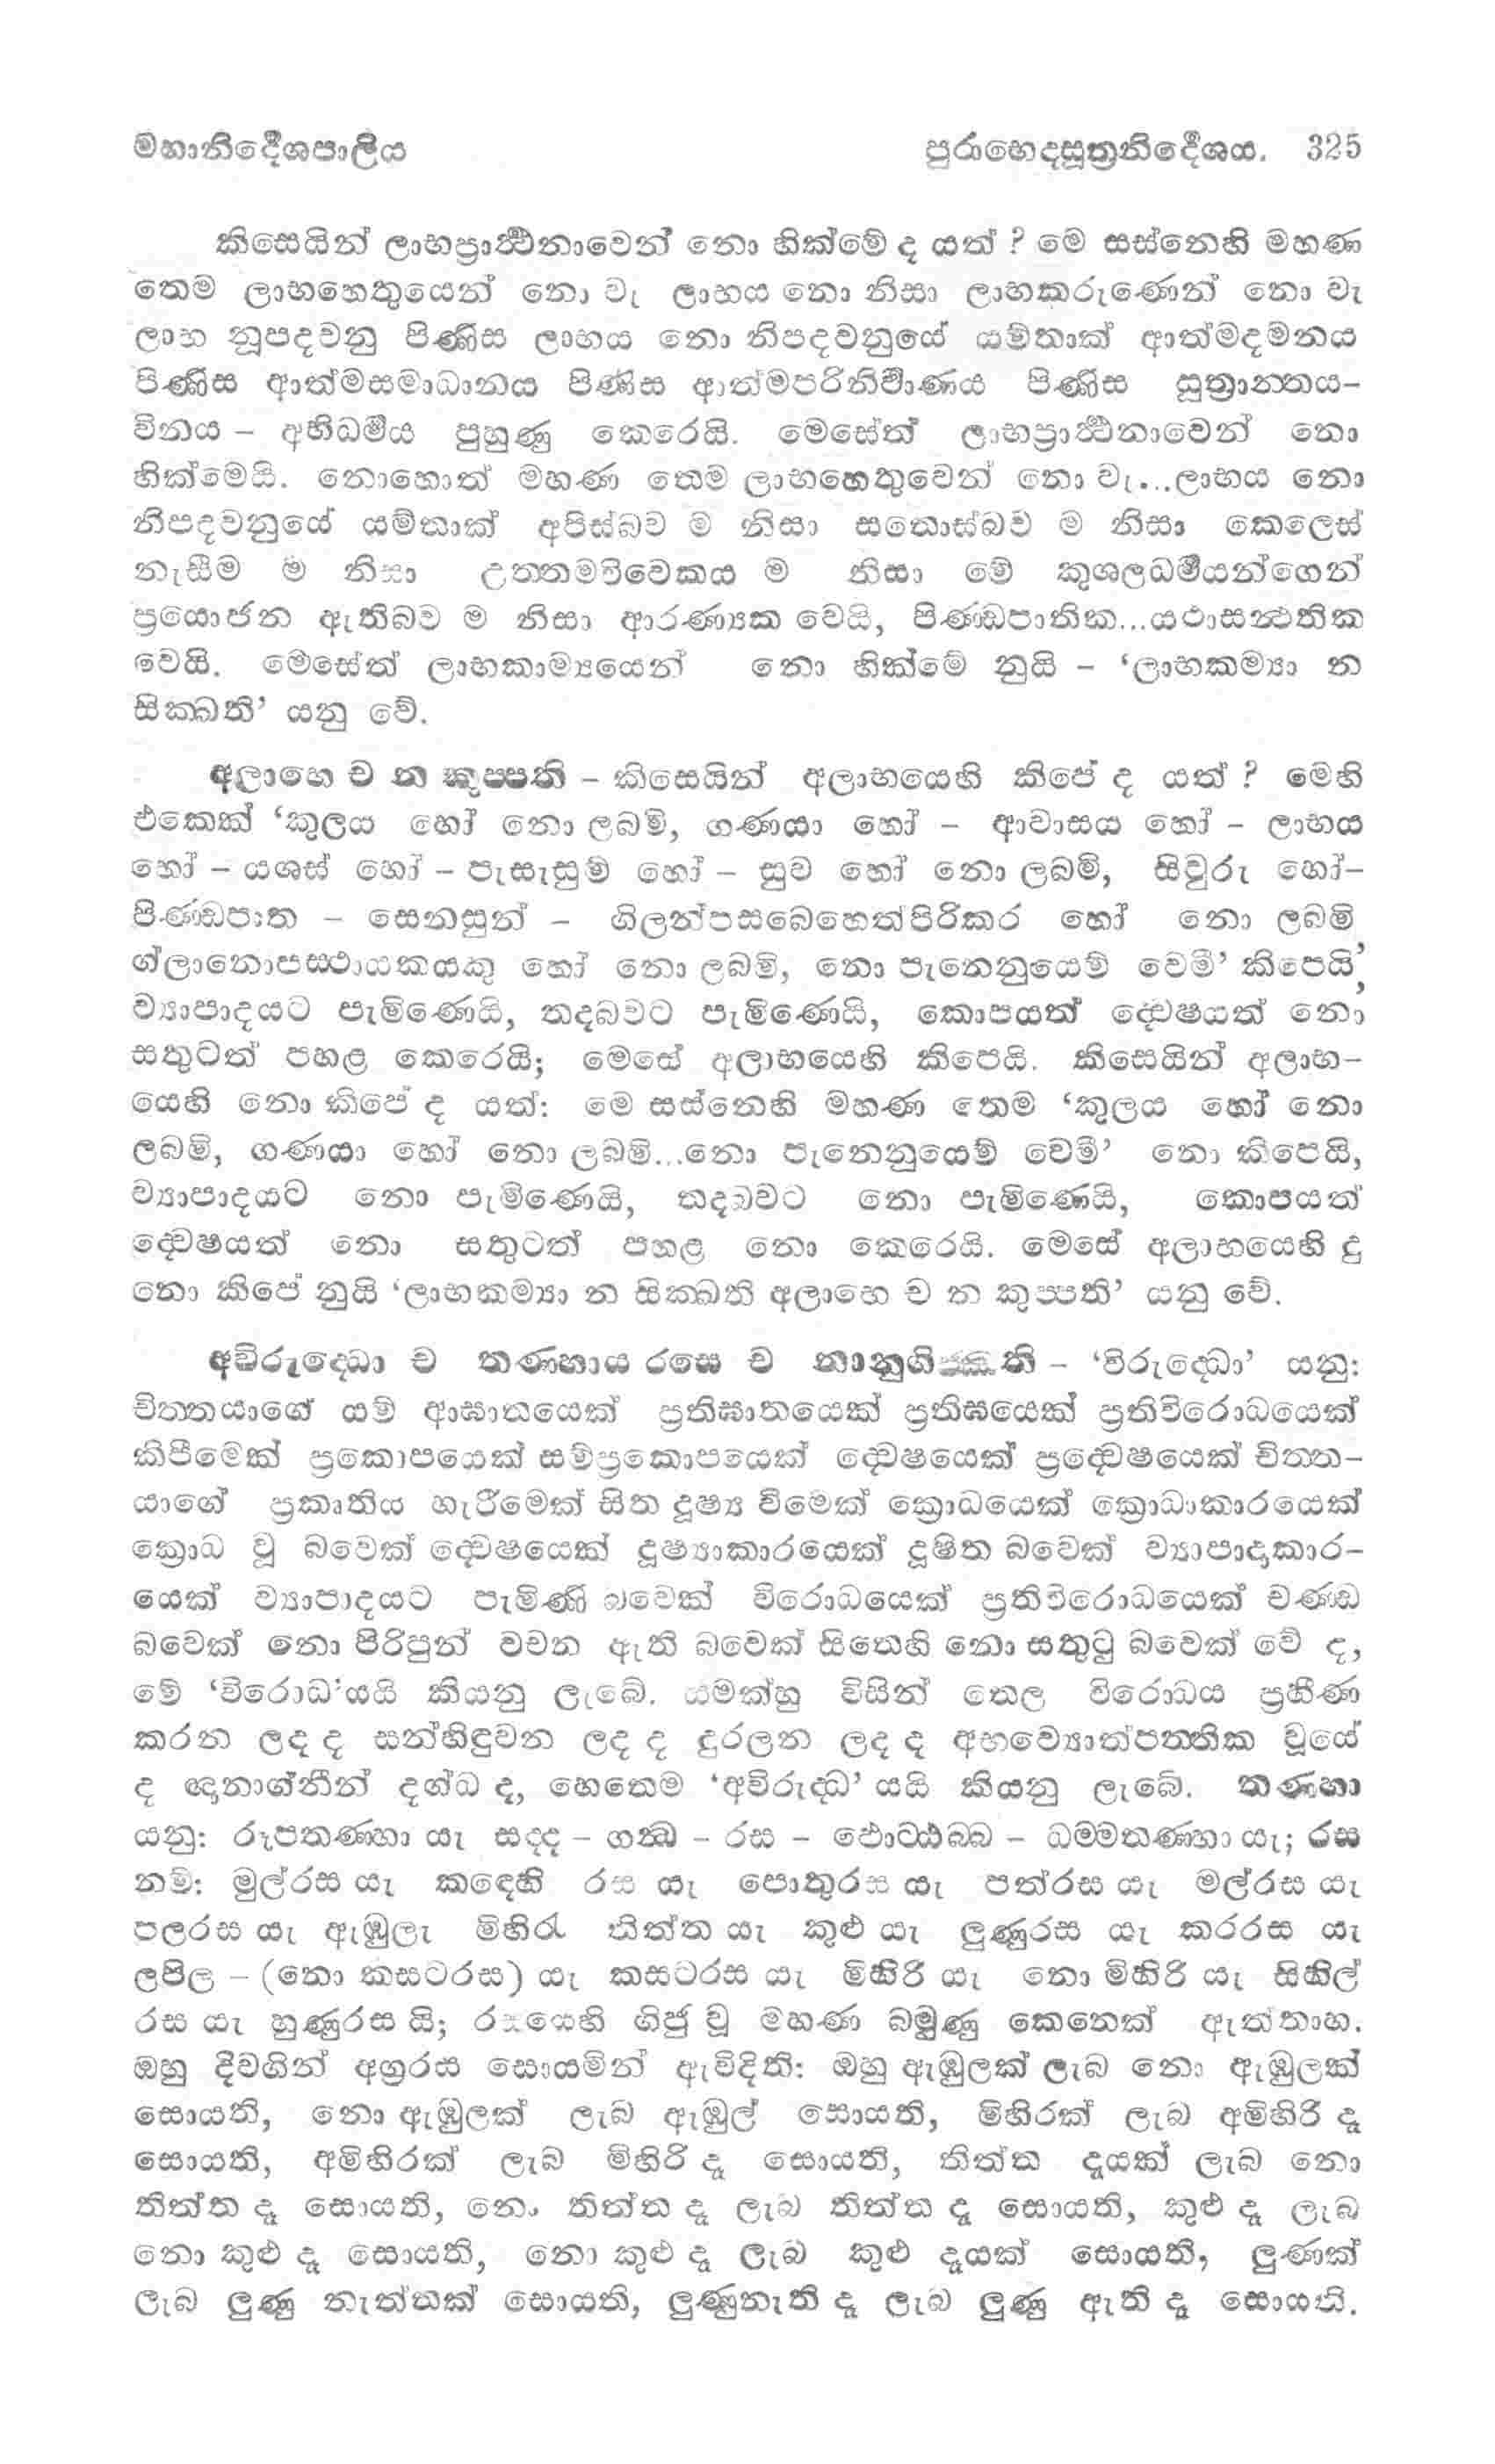 මහානිර්දේශපාලිය පුරාභෙදසූත්‍රනිර්දේශය. 325
කිසෙයින් ලාභප්‍රාර්ථනාවෙන් නො හික්මේ ද යත් ? මෙ සස්නෙහි මහණ
තෙම ලාභහෙතුයෙන් නො වැ ලාභය නො නිසා ලාභකරුණෙන් නො වැ
ලාභ නූපදවනු පිණිස ලාභය නො නිපදවනුයේ යම්තාක් ආත්මදමනය
පිණිස ආත්මසමාධානය පිණිස ආත්මපරිනිර්වාණය පිණිස සූත්‍රාන්තය–
විනය – අභිධර්මය පුහුණු කෙරෙයි. මෙසේත් ලාභප්‍රාර්ථනාවෙන් නො
හික්මෙයි. නොහොත් මහණ තෙම ලාභහෙතුවෙන් නො වැ...ලාභය නො
නිපදවනුයේ යම්තාක් අපිස්බව ම නිසා සතොස්බව ම නිසා කෙලෙස්
නැසීම ම නිසා උත්තමවිවෙකය ම නිසා මේ කුශලධර්මයන්ගෙන්
ප්‍රයොජන ඇතිබව ම නිසා ආරණ්‍යක වෙයි, පිණ්ඩපාතික...යථාසන්ථතික
වෙයි. මෙසේත් ලාභකාම්‍යයෙන් නො හික්මේ නුයි – ‘ලාභකම්‍යා න
සික්ඛති’ යනු වේ.
අලාභෙ ච න කුප්පති – කිසෙයින් අලාභයෙහි කිපේ ද යත් ? මෙහි
එකෙක් ‘කුලය හෝ නො ලබමි, ගණයා හෝ – ආවාසය හෝ – ලාභය
හෝ – යශස් හෝ – පැසැසුම් හෝ – සුව හෝ නො ලබමි, සිවුරු හෝ–
පිණ්ඩපාත – සෙනසුන් – ගිලන්පසබෙහෙත්පිරිකර හෝ නො ලබමි
ග්ලානොපස්ථායකයකු හෝ නො ලබමි, නො පැනෙනුයෙම් වෙමි’ කිපෙයි,
ව්‍යාපාදයට පැමිණෙයි, තදබවට පැමිණෙයි, කොපයත් ද්වෙෂයත් නො
සතුටත් පහළ කෙරෙයි; මෙසේ අලාභයෙහි කිපෙයි. කිසෙයින් අලාභ–
යෙහි නො කිපේ ද යත්: මෙ සස්නෙහි මහණ තෙම ‘කුලය හෝ නො
ලබමි, ගණයා හෝ නො ලබමි...නො පැනෙනුයෙම් වෙමි’ නො කිපෙයි,
ව්‍යාපාදයට නො පැමිණෙයි, තදබවට නො පැමිණෙයි, කොපයත්
ද්වෙෂයත් නො සතුටත් පහළ නො කෙරෙයි. මෙසේ අලාභයෙහි දු
නො කිපේ නුයි ‘ලාභකම්‍යා න සික්ඛති අලාභෙ ච න කුප්පති’ යනු වේ.
අවිරුද්ධො ච තණ්හාය රසෙ ච නානුගිජ්ඣති – ‘විරුද්ධො’ යනු:
චිත්තයාගේ යම් ආඝාතයෙක් ප්‍රතිඝාතයෙක් ප්‍රතිඝයෙක් ප්‍රතිවිරොධයෙක්
කිපීමෙක් ප්‍රකොපයෙක් සම්ප්‍රකොපයෙක් ද්වෙෂයෙක් ප්‍රද්වෙෂයෙක් චිත්ත–
යාගේ ප්‍රකෘතිය හැරීමෙක් සිත දූෂ්‍ය වීමෙක් ක්‍රොධයෙක් ක්‍රොධාකාරයෙක්
ක්‍රොධ වූ බවෙක් ද්වෙෂයෙක් දූෂ්‍යාකාරයෙක් දූෂිත බවෙක් ව්‍යාපාදාකාර–
යෙක් ව්‍යාපාදයට පැමිණි බවෙක් විරොධයෙක් ප්‍රතිවිරොධයෙක් චණ්ඩ
බවෙක් නො පිරිපුන් වචන ඇති බවෙක් සිතෙහි නො සතුටු බවෙක් වේ ද,
මේ ‘විරොධ’යයි කියනු ලැබේ. යමක්හු විසින් තෙල විරොධය ප්‍රහීණ
කරන ලද ද සන්හිඳුවන ලද ද දුරලන ලද ද අභව්‍යොත්පත්තික වූයේ
ද ඥානාග්නීන් දග්ධ ද, හෙතෙම ‘අවිරුද්ධ’ යයි කියනු ලැබේ. තණ්හා
යනු: රූපතණ්හා යැ සද්ද – ගන්ධ – රස – ඵොට්ඨබ්බ – ධම්මතණ්හා යැ; රස
නම්: මුල්රස යැ කඳෙහි රස යැ පොතුරස යැ පත්රස යැ මල්රස යැ
පලරස යැ ඇඹුලැ මිහිරැ තිත්ත යැ කුළු යැ ලුණුරස යැ කරරස යැ
ලපිල – (නො කසටරස) යැ කසටරස යැ මිහිරි යැ නො මිහිරි යැ සිහිල්
රස යැ හුණුරස යි; රසයෙහි ගිජු වූ මහණ බමුණු කෙනෙක් ඇත්තාහ.
ඔහු දිවගින් අග්‍රරස සොයමින් ඇවිදිති: ඔහු ඇඹුලක් ලැබ නො ඇඹුලක්
සොයති, නො ඇඹුලක් ලැබ ඇඹුල් සොයති, මිහිරක් ලැබ අමිහිරි දෑ
සොයති, අමිහිරක් ලැබ මිහිරි දෑ සොයති, තිත්ත දෑයක් ලැබ නො
තිත්ත දෑ සොයති, නො තිත්ත දෑ ලැබ තිත්ත දෑ සොයති, කුළු දෑ ලැබ
නො කුළු දෑ සොයති, නො කුළු දෑ ලැබ කුළු දෑයක් සොයති, ලුණක්
ලැබ ලුණු නැත්තක් සොයති, ලුණුනැති දෑ ලැබ ලුණු ඇති දෑ සොයති.